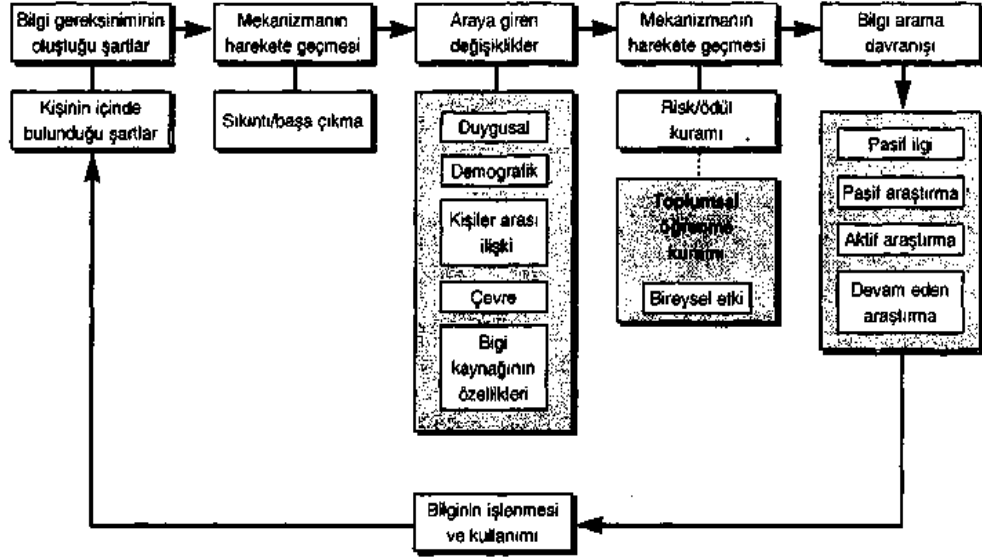 Bilgi gereksiniminin
oluştuğu şartlar
Mekanizmanın
harekete geçmesi
Araya giren
değişiklikler
Mekanizmanın
harekete geçmesi
Bilgi arama
davranışı
Kişinin içinde
bulunduğu şartlar
Sıkıntı/başa çıkma
Duygusal
Demografik
Kişiler arası
ilişki
Çevre
Bigi
kaynağının
özellikleri
Risk/ödül
kuramı
Toplumsal
öğrenme
kuramı
Bireysel etki
Pasif ilgi
Pasif araştırma
Aktif araştırma
Devam eden
araştırma
Bilginin işlenmesi
ve kullanımı